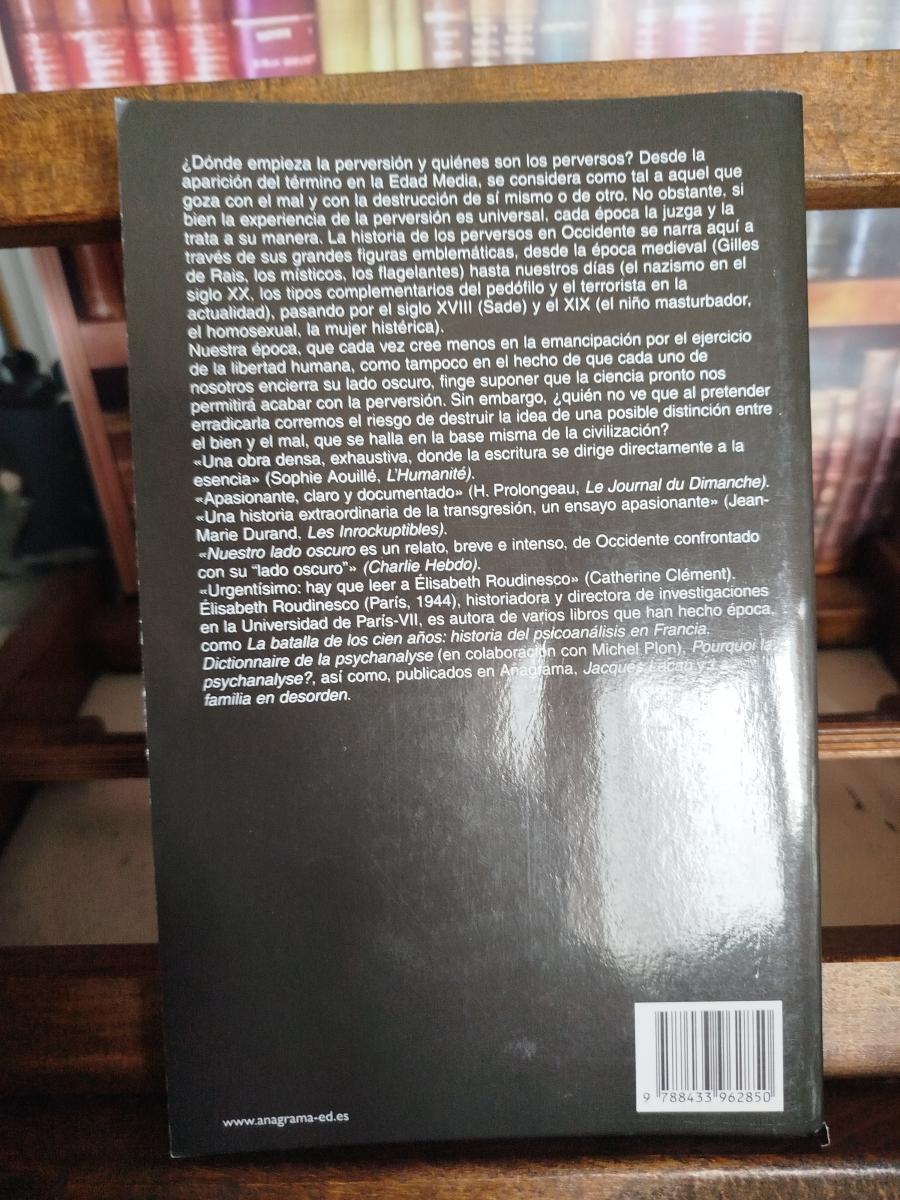 ¿Dónde empieza la perversión y quiénes son los perversos? Desde la
aparición del término en la Edad Media, se considera como tal a aquel que
goza con el mal y con la destrucción de sí mismo o de otro. No obstante, si
bien la experiencia de la perversión es universal, cada época la juzga y la
trata a su manera. La historia de los perversos en Occidente se narra aquí a
través de sus grandes figuras emblemáticas, desde la época medieval (Gilles
de Rais, los místicos, los flagelantes) hasta nuestros días (el nazismo en el
siglo XX, los tipos complementarios del pedófilo y el terrorista en la
actualidad), pasando por el siglo XVIII (Sade) y el XIX (el niño masturbador,
el homosexual, la mujer histérica).
Nuestra época, que cada vez cree menos en la emancipación por el ejercicio
de la libertad humana, como tampoco en el hecho de que cada uno de
nosotros encierra su lado oscuro, finge suponer que la ciencia pronto nos
permitirá acabar con la perversión. Sin embargo, ¿quién no ve que al pretender
erradicarla corremos el riesgo de destruir la idea de una posible distinción entre
el bien y el mal, que se halla en la base misma de la civilización?
«Una obra densa, exhaustiva, donde la escritura se dirige directamente a la
esencia» (Sophie Aouillé, L'Humanité).
«Apasionante, claro y documentado» (H. Prolongeau, Le Journal du Dimanche).
«Una historia extraordinaria de la transgresión, un ensayo apasionante» (Jean-
Marie Durand, Les Inrockuptibles).
«Nuestro lado oscuro es un relato, breve e intenso, de Occidente confrontado
con su "lado oscuro"» (Charlie Hebdo).
«Urgentísimo: hay que leer a Élisabeth Roudinesco» (Catherine Clément).
Élisabeth Roudinesco (París, 1944), historiadora y directora de investigaciones
en la Universidad de París-VII, es autora de varios libros que han hecho época,
como La batalla de los cien años: historia del psicoanálisis en Francia,
Dictionnaire de la psychanalyse (en colaboración con Michel Plon), Pourquoi la
psychanalyse?, así como, publicados en Anagrama, Jacques Lacan y La
familia en desorden.
9 788433 962850
www.anagrama-ed.es